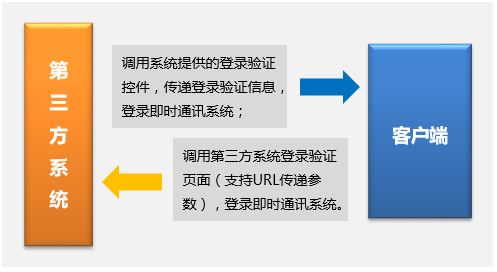 第
三
方
系
统
调用系统提供的登录验证
控件，传递登录验证信息，
登录即时通讯系统；
客户端
调用第三方系统登录验证
页面（支持URL传递参
数），登录即时通讯系统。